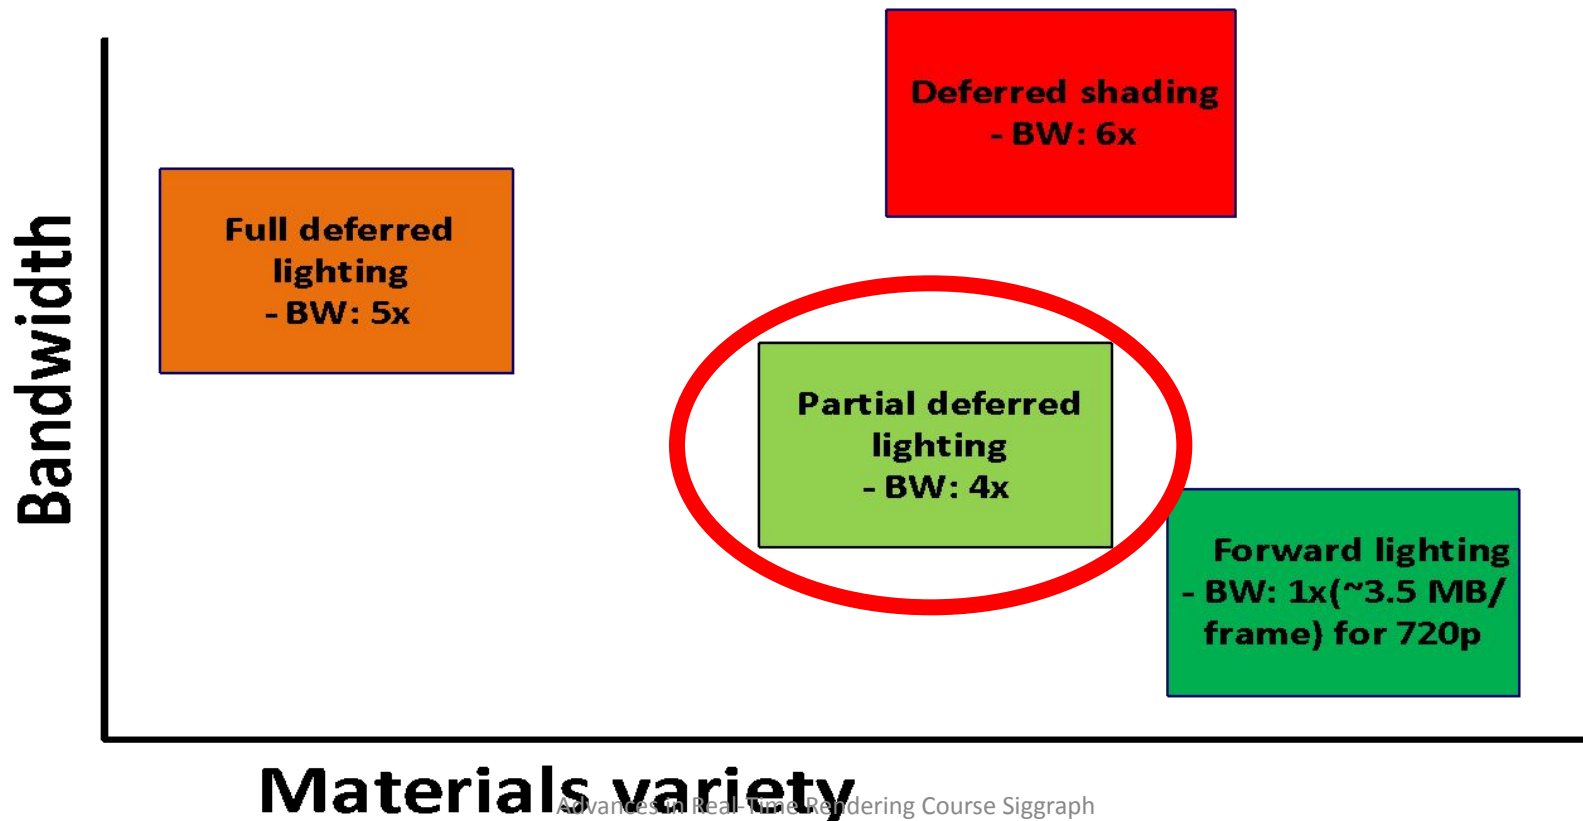 Bandwidth
Deferred shading
- BW: 6x
Full deferred
lighting
- BW: 5x
Partial deferred
lighting
- BW: 4x
Forward lighting
- BW: 1x(~3.5 MB/
frame) for 720p
Materials variety
Advances in Real-Time Rendering Course Siggraph